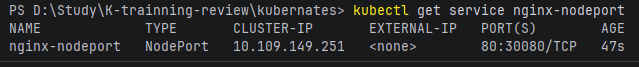 PS D:\Study\K-trainning-review\kubernates> kubectl get service nginx-nodeport
NAME             TYPE       CLUSTER-IP       EXTERNAL-IP   PORT(S)        AGE
nginx-nodeport   NodePort   10.109.149.251   <none>        80:30080/TCP   47s